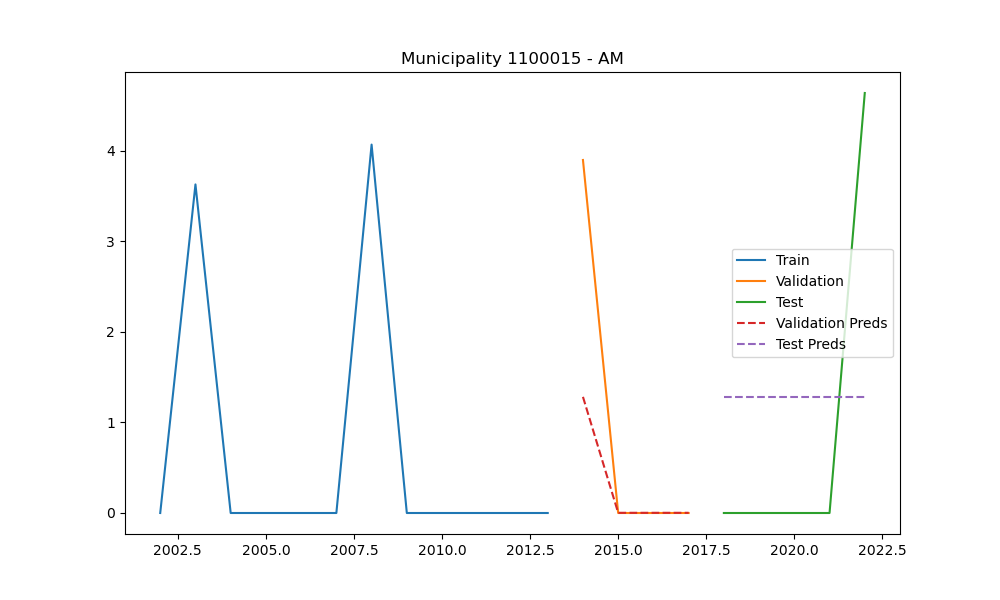 Municipality 1100015 - AM
4
3
2
1
0
Train
Validation
Test
Validation Preds
Test Preds
2002.5 2005.0 2007.5 2010.0 2012.5 2015.0 2017.5 2020.0 2022.5